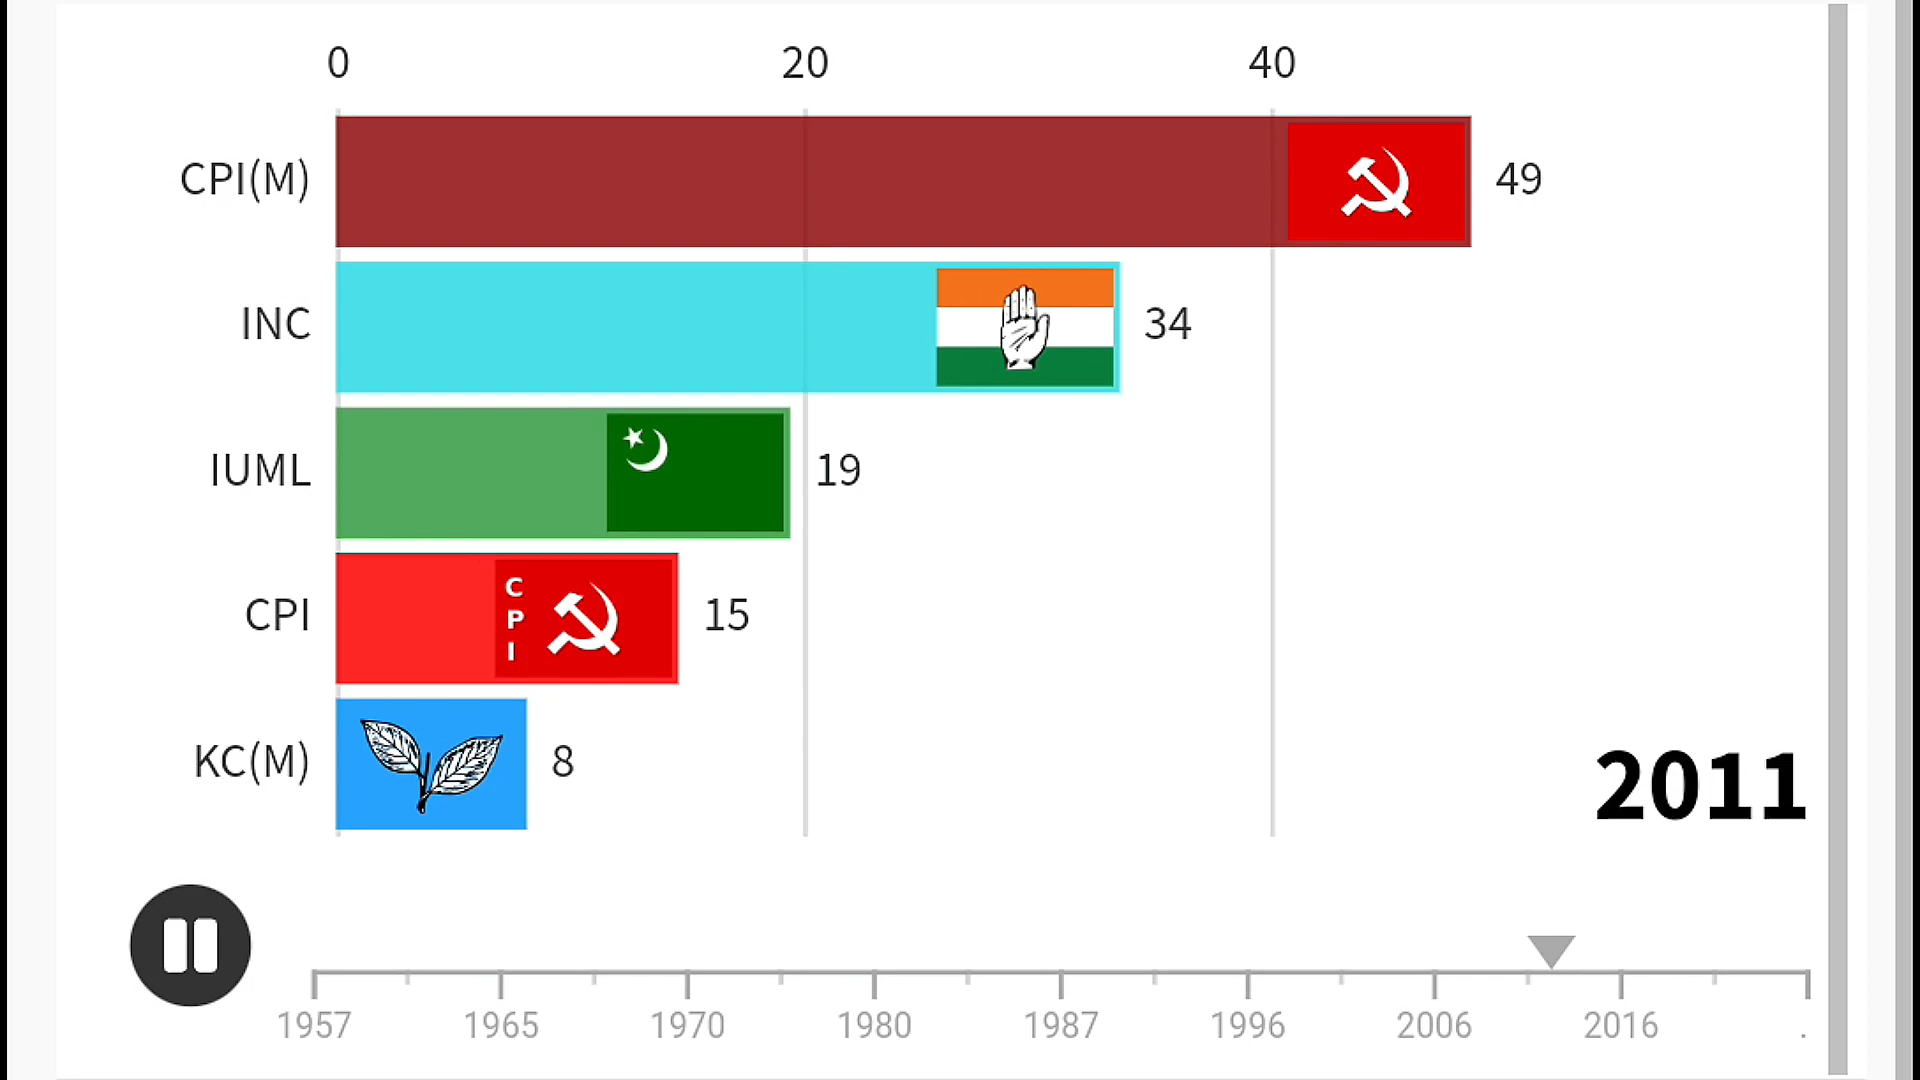 0 20 40
CPI(M) 49
INC 34
IUML 19
C
P
I
CPI 15
KC(M) 8
2011
1957 1965 1970 1980 1987 1996 2006 2016 .